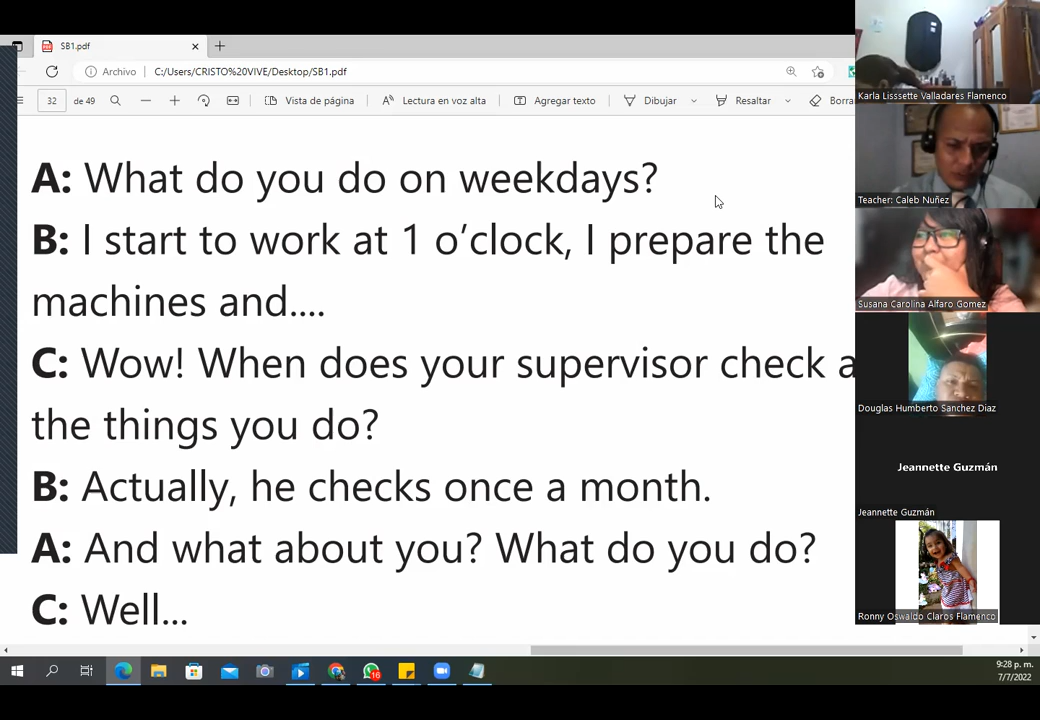 SB1.pdf
Archivo C:/Users/CRISTO%20VIVE/Desktop/SB1.pdf
32 de 49 Vista de página Lectura en voz alta Agregar texto Dibujar Resaltar Borra
A: What do you do on weekdays?
B: I start to work at 1 o’clock, I prepare the
machines and....
C: Wow! When does your supervisor check a
the things you do?
B: Actually, he checks once a month.
A: And what about you? What do you do?
C: Well...
Karla Lisssette Valladares Flamenco
Teacher: Caleb Nuñez
Susana Carolina Alfaro Gomez
Douglas Humberto Sanchez Diaz
Jeannette Guzmán
Jeannette Guzmán
Ronny Oswaldo Claros Flamenco
16
9:28 p. m.
7/7/2022